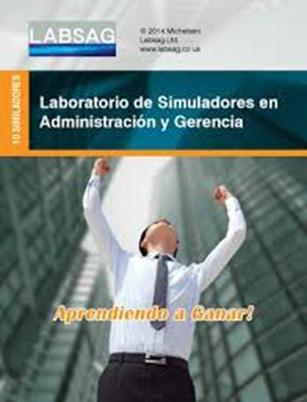 LABSAG
© 2014 Michelsen
Labsag Ltd.
www.labsag.co.uk
10 SIMULADORES
Laboratorio de Simuladores en
Administración y Gerencia
Aprendiendo a Ganar!